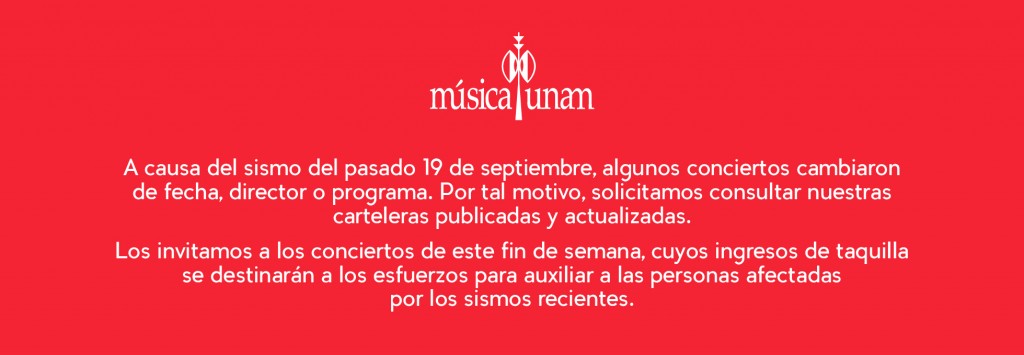 música unam
A causa del sismo del pasado 19 de septiembre, algunos conciertos cambiaron
de fecha, director o programa. Por tal motivo, solicitamos consultar nuestras
carteleras publicadas y actualizadas.
Los invitamos a los conciertos de este fin de semana, cuyos ingresos de taquilla
se destinarán a los esfuerzos para auxiliar a las personas afectadas
por los sismos recientes.